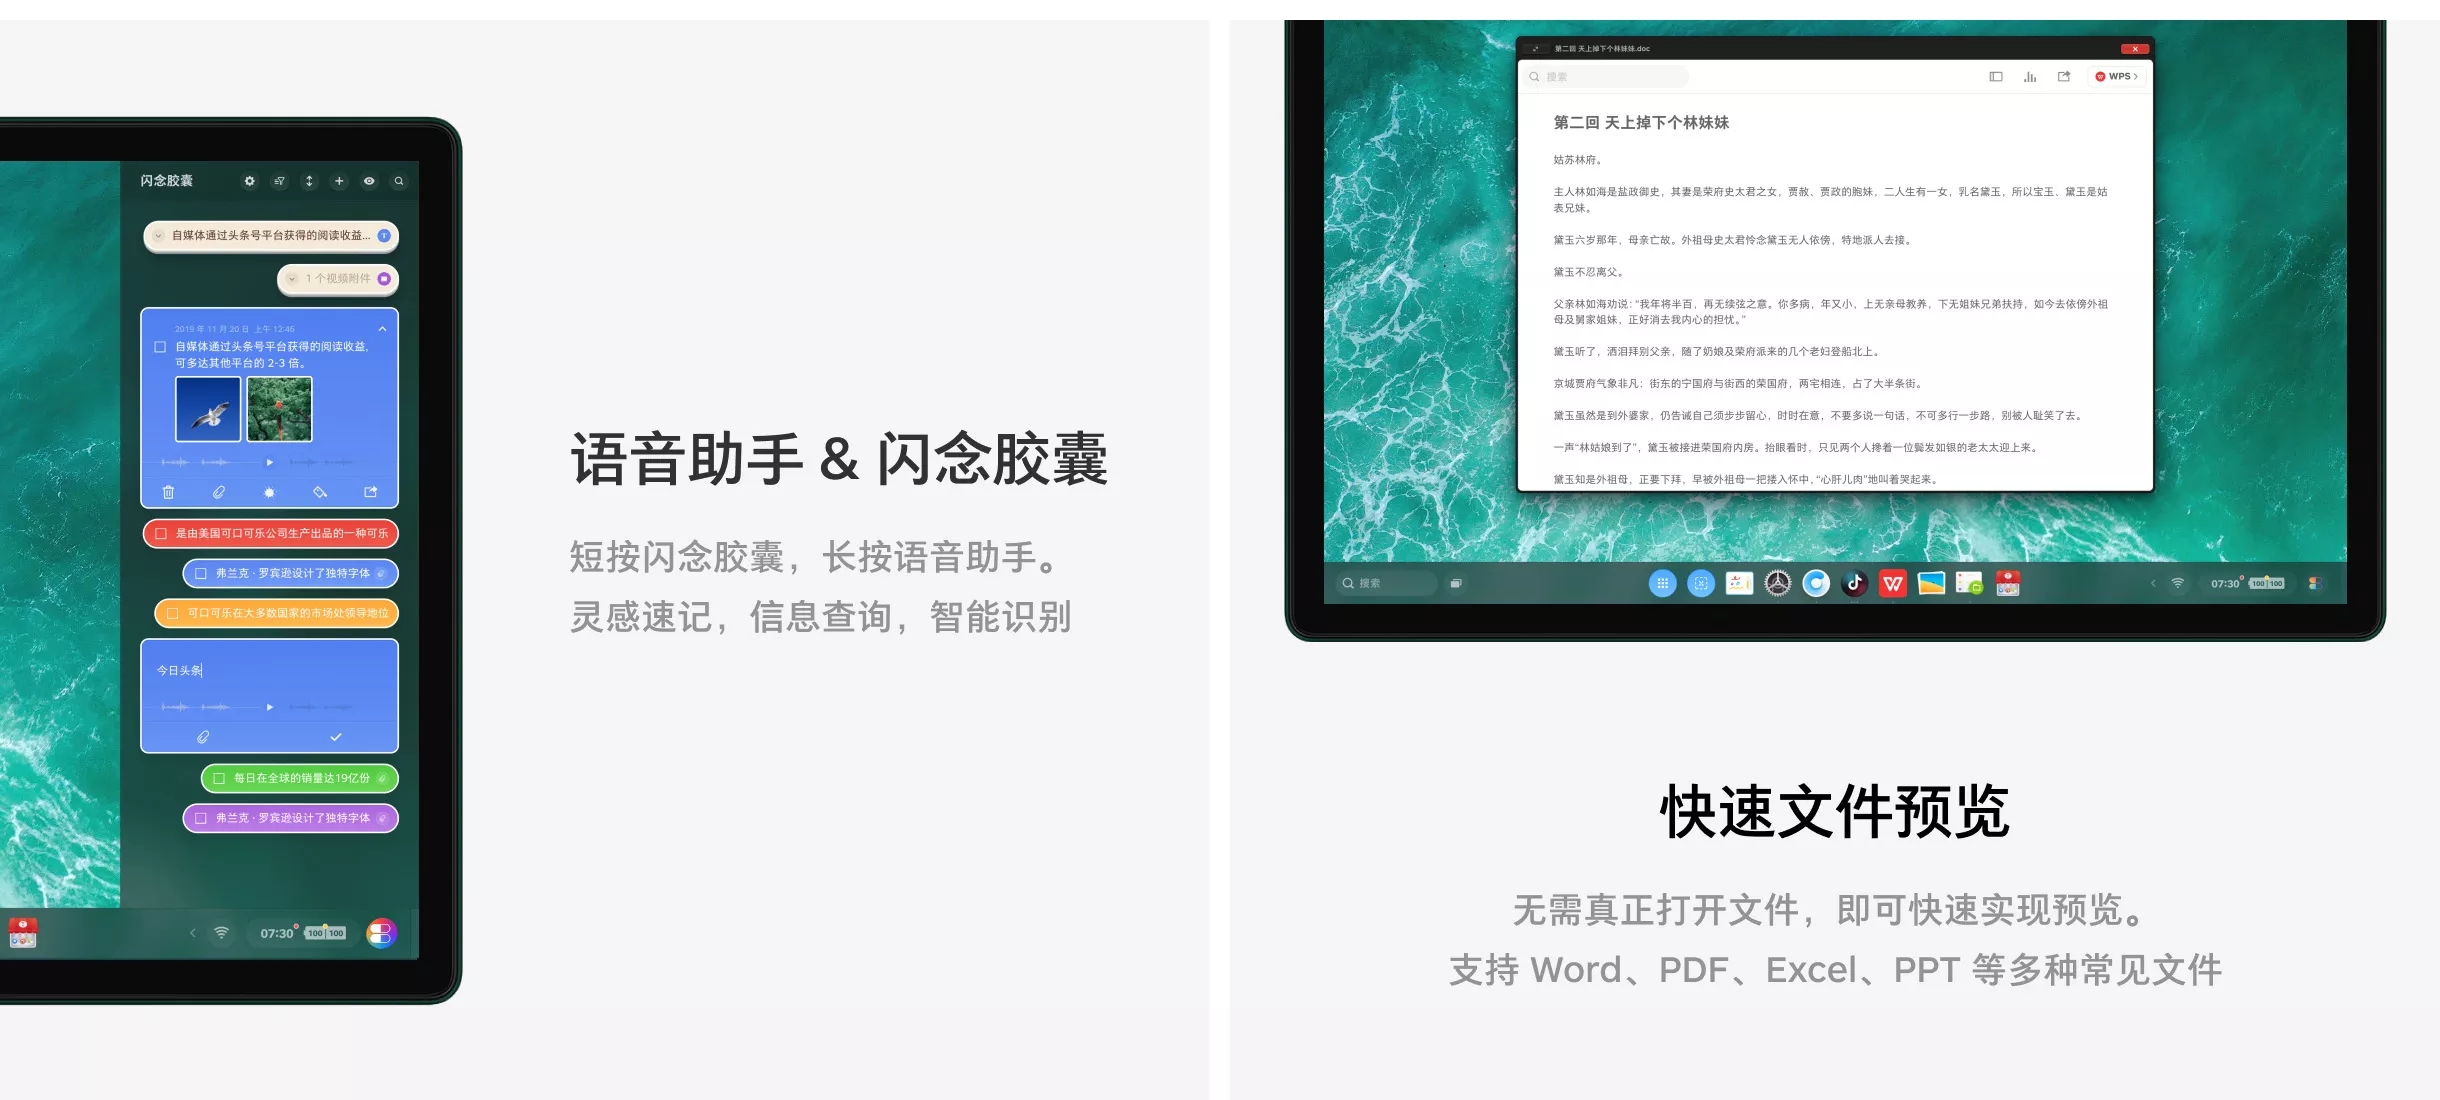 闪念胶囊
自媒体通过头条号平台获得的阅读收益...
1 个视频附件
2019 年 11 月 20 日 上午 12:46
自媒体通过头条号平台获得的阅读收益,
可多达其他平台的 2-3 倍。
是由美国可口可乐公司生产出品的一种可乐
弗兰克 · 罗宾逊设计了独特字体
可口可乐在大多数国家的市场处领导地位
今日头条
每日在全球的销量达19亿份
弗兰克 · 罗宾逊设计了独特字体
07:30
100 100
语音助手 & 闪念胶囊
短按闪念胶囊，长按语音助手。
灵感速记，信息查询，智能识别
第二回 天上掉下个林妹妹.doc
搜索
WPS
第二回 天上掉下个林妹妹
姑苏林府。
主人林如海是盐政御史，其妻是荣府史太君之女，贾赦、贾政的胞妹，二人生有一女，乳名黛玉，所以宝玉、黛玉是姑
表兄妹。
黛玉六岁那年，母亲亡故。外祖母史太君怜念黛玉无人依傍，特地派人去接。
黛玉不忍离父。
父亲林如海劝说：“我年将半百，再无续弦之意。你多病，年又小，上无亲母教养，下无姐妹兄弟扶持，如今去依傍外祖
母及舅家姐妹，正好消去我内心的担忧。”
黛玉听了，洒泪拜别父亲，随了奶娘及荣府派来的几个老妇登船北上。
京城贾府气象非凡：街东的宁国府与街西的荣国府，两宅相连，占了大半条街。
黛玉虽然是到外婆家，仍告诫自己须步步留心，时时在意，不要多说一句话，不可多行一步路，别被人耻笑了去。
一声“林姑娘到了”，黛玉被接进荣国府内房。抬眼看时，只见两个人搀着一位鬓发如银的老太太迎上来。
黛玉知是外祖母，正要下拜，早被外祖母一把搂入怀中，“心肝儿肉”地叫着哭起来。
搜索
07:30
100 100
快速文件预览
无需真正打开文件，即可快速实现预览。
支持 Word、PDF、Excel、PPT 等多种常见文件